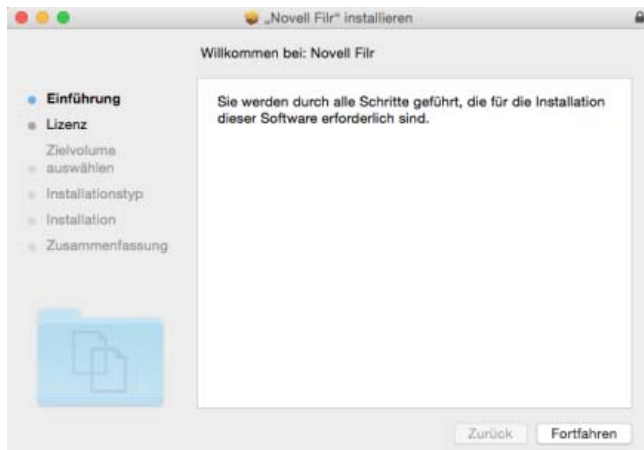 „Novell Filr“ installieren
Willkommen bei: Novell Filr
Einführung
Lizenz
Zielvolume
auswählen
Installationstyp
Installation
Zusammenfassung
Sie werden durch alle Schritte geführt, die für die Installation
dieser Software erforderlich sind.
Zurück
Fortfahren